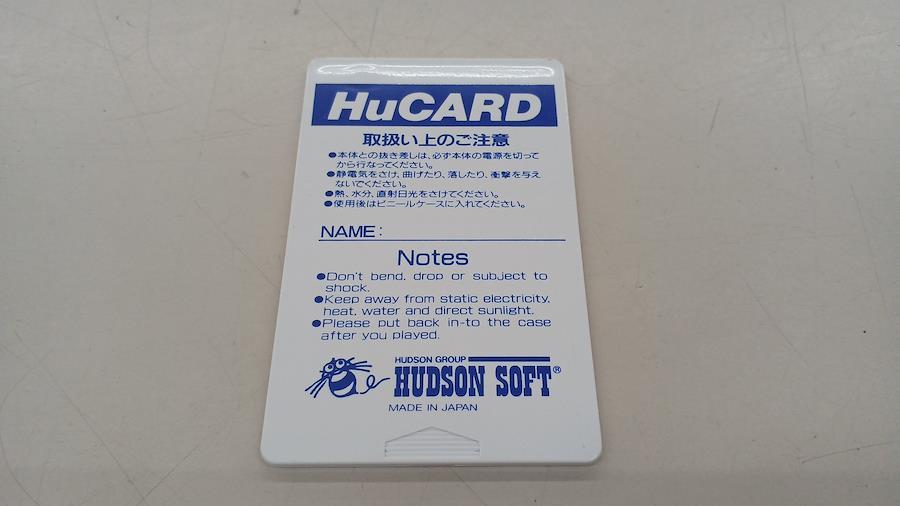 HuCARD
取扱い上のご注意
●本体との抜き差しは、必ず本体の電源を切って
から行なってください。
●静電気をさけ、曲げたり、落したり、衝撃を与え
ないでください。
●熱、水分、直射日光をさけてください。
●使用後はビニールケースに入れてください。
NAME:
Notes
●Don't bend, drop or subject to
shock.
●Keep away from static electricity,
heat, water and direct sunlight.
●Please put back in-to the case
after you played.
HUDSON GROUP
HUDSON SOFT®
MADE IN JAPAN